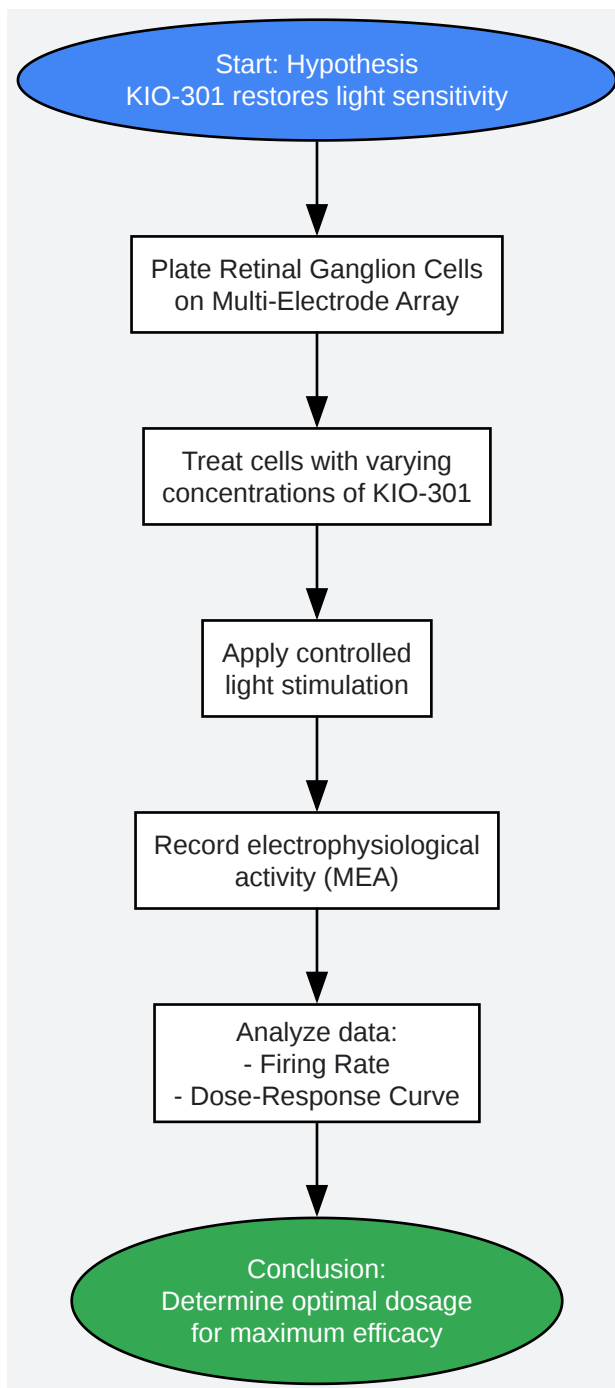 Start: Hypothesis
KIO-301 restores light sensitivity
Plate Retinal Ganglion Cells
on Multi-Electrode Array
Treat cells with varying
concentrations of KIO-301
Apply controlled
light stimulation
Record electrophysiological
activity (MEA)
Analyze data:
- Firing Rate
- Dose-Response Curve
Conclusion:
Determine optimal dosage
for maximum efficacy